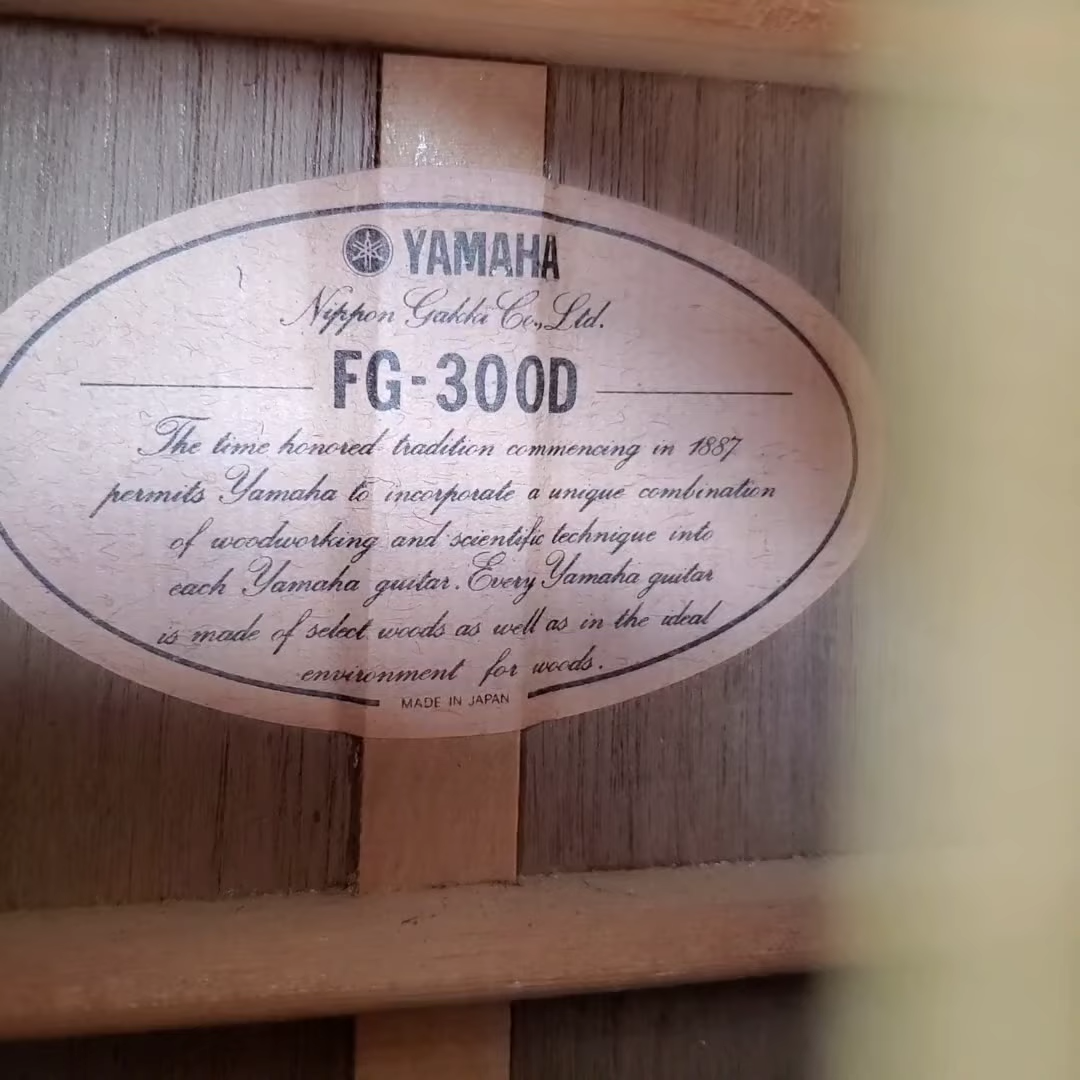 YAMAHA
Nippon Gakki Co., Ltd.
FG-300D
The time honored tradition commencing in 1887
permits Yamaha to incorporate a unique combination
of woodworking and scientific technique into
each Yamaha guitar. Every Yamaha guitar
is made of select woods as well as in the ideal
environment for woods.
MADE IN JAPAN